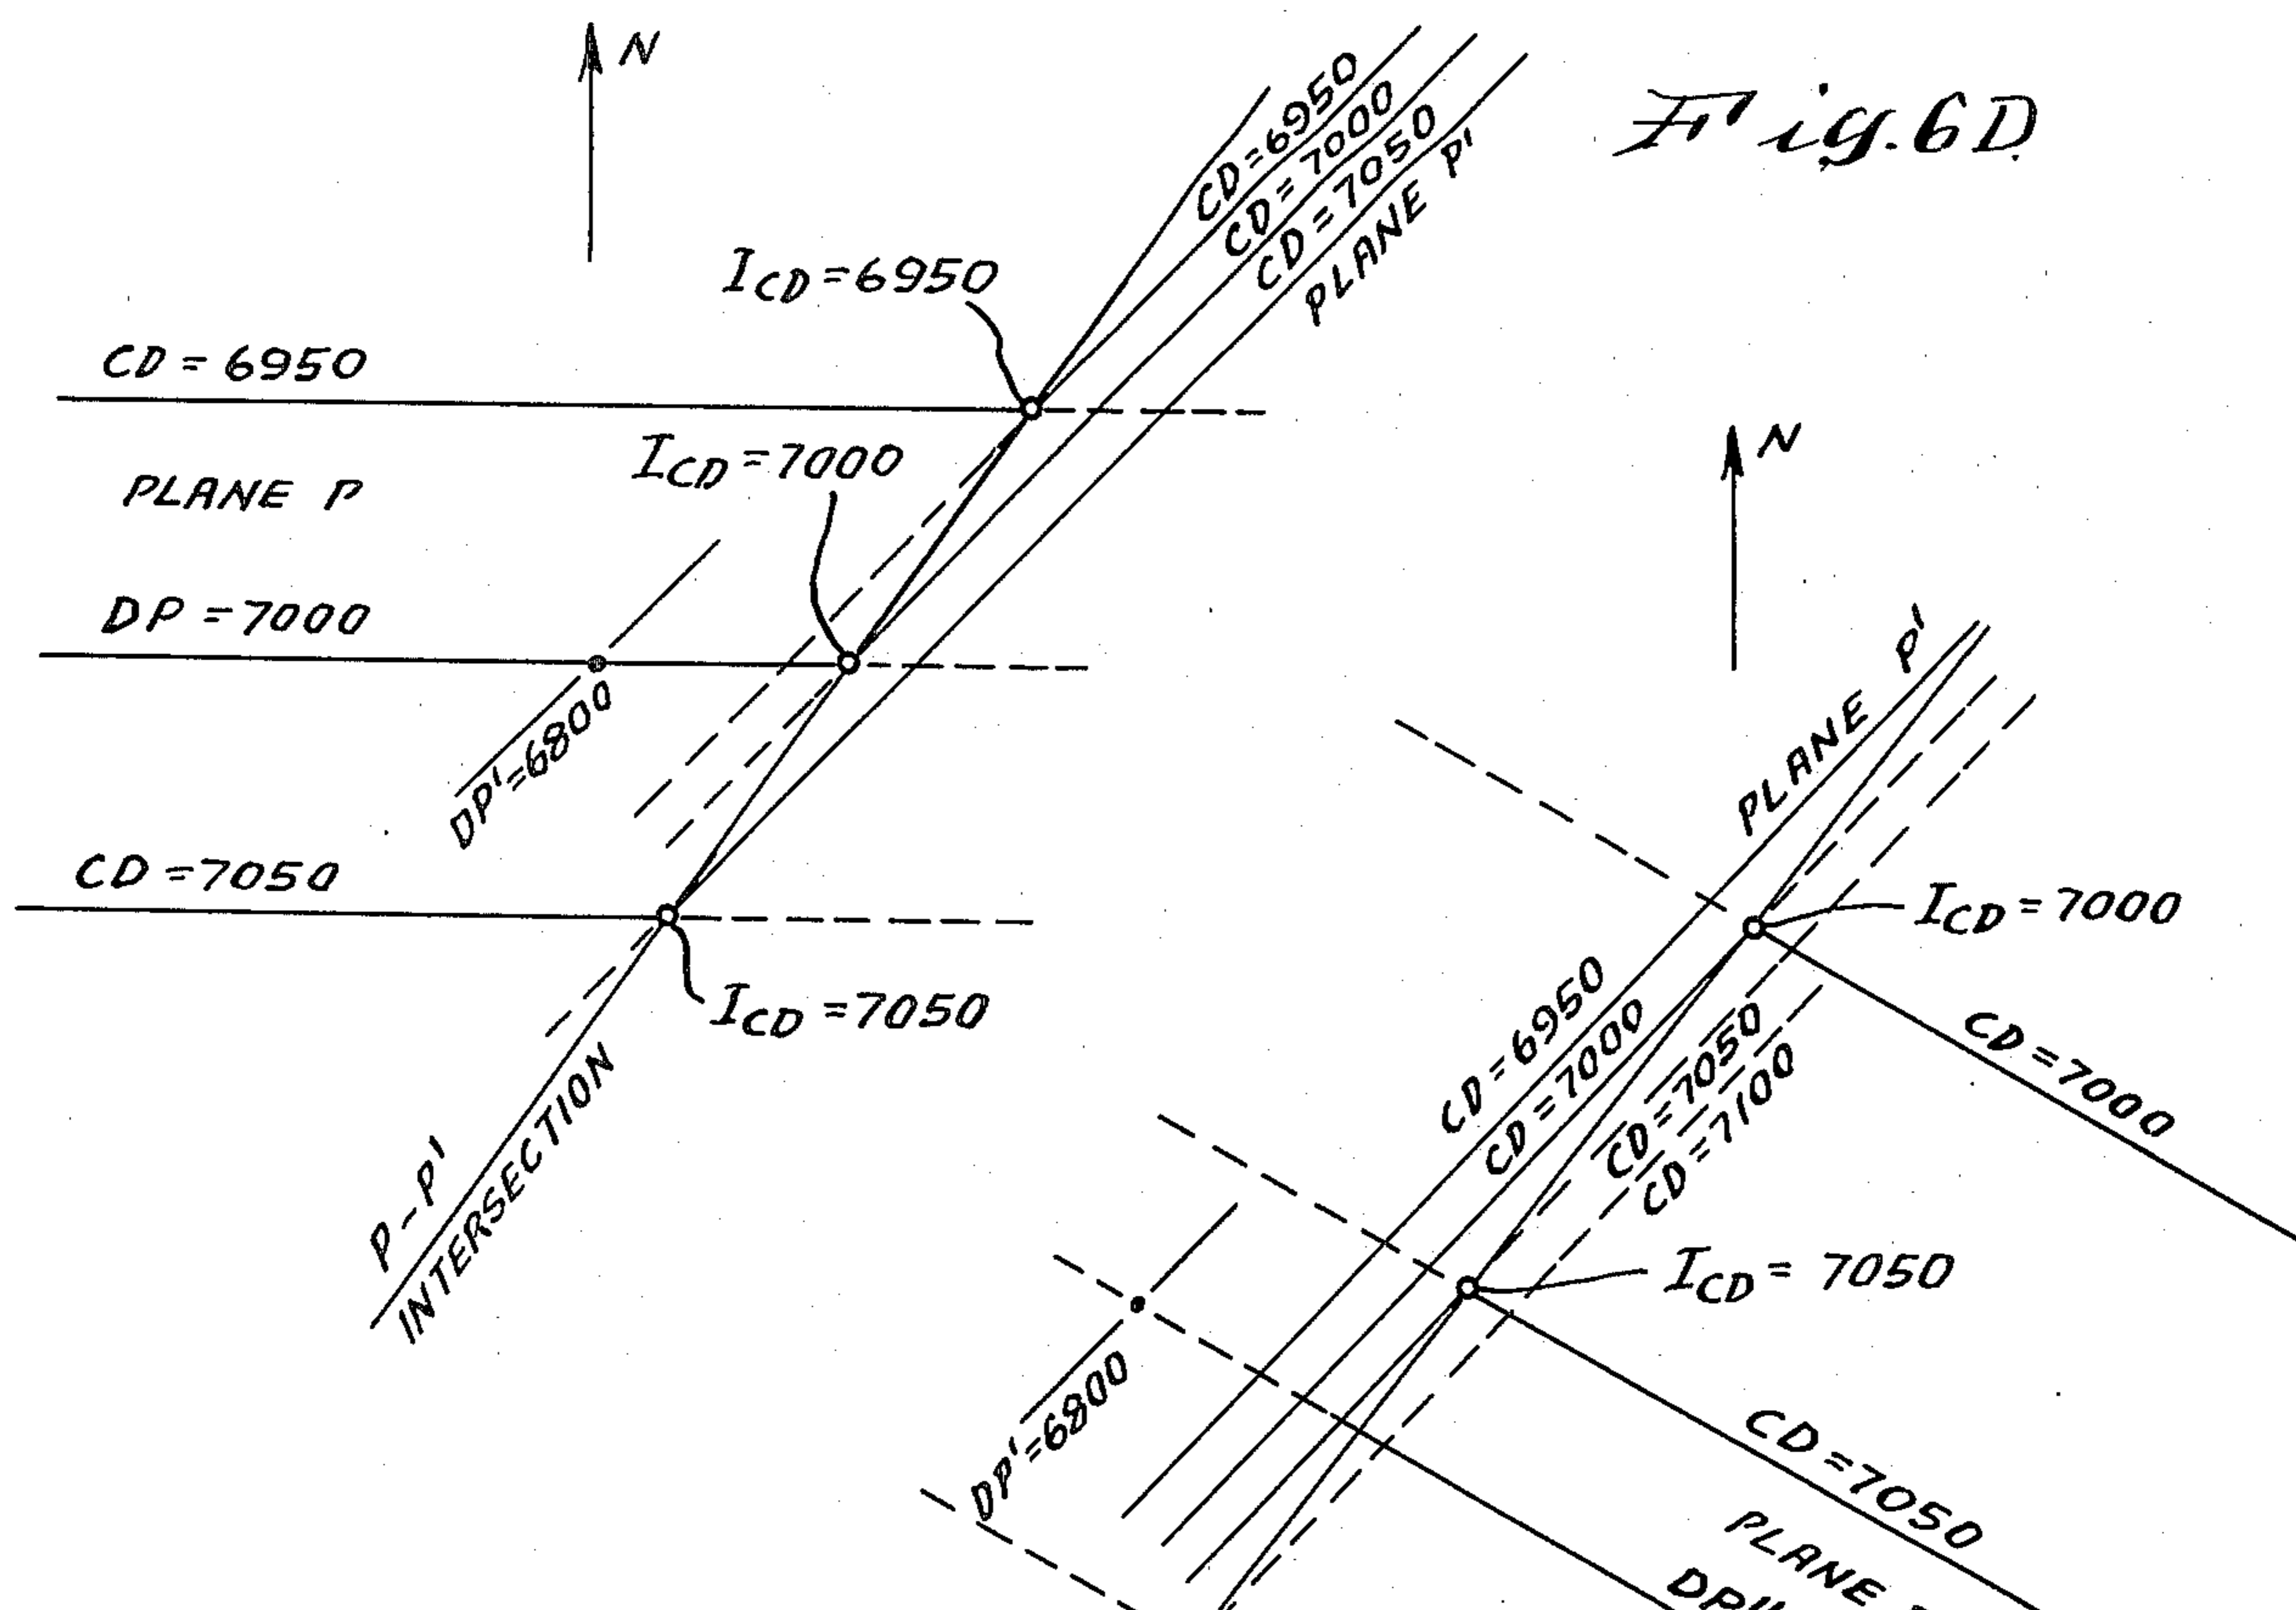 N
Fig. 6D
CD=6950
CD=7000
CD=7050
PLANE P'
ICD =6950
CD = 6950
ICD =7000
PLANE P
DP =7000
DP'=6800
CD =7050
ICD =7050
P-P'
INTERSECTION
N
PLANE P'
ICD =7000
CD=6950
CD=7000
CD=7050
CD=7100
CD=7000
ICD = 7050
DP'=6800
CD=7050
PLANE